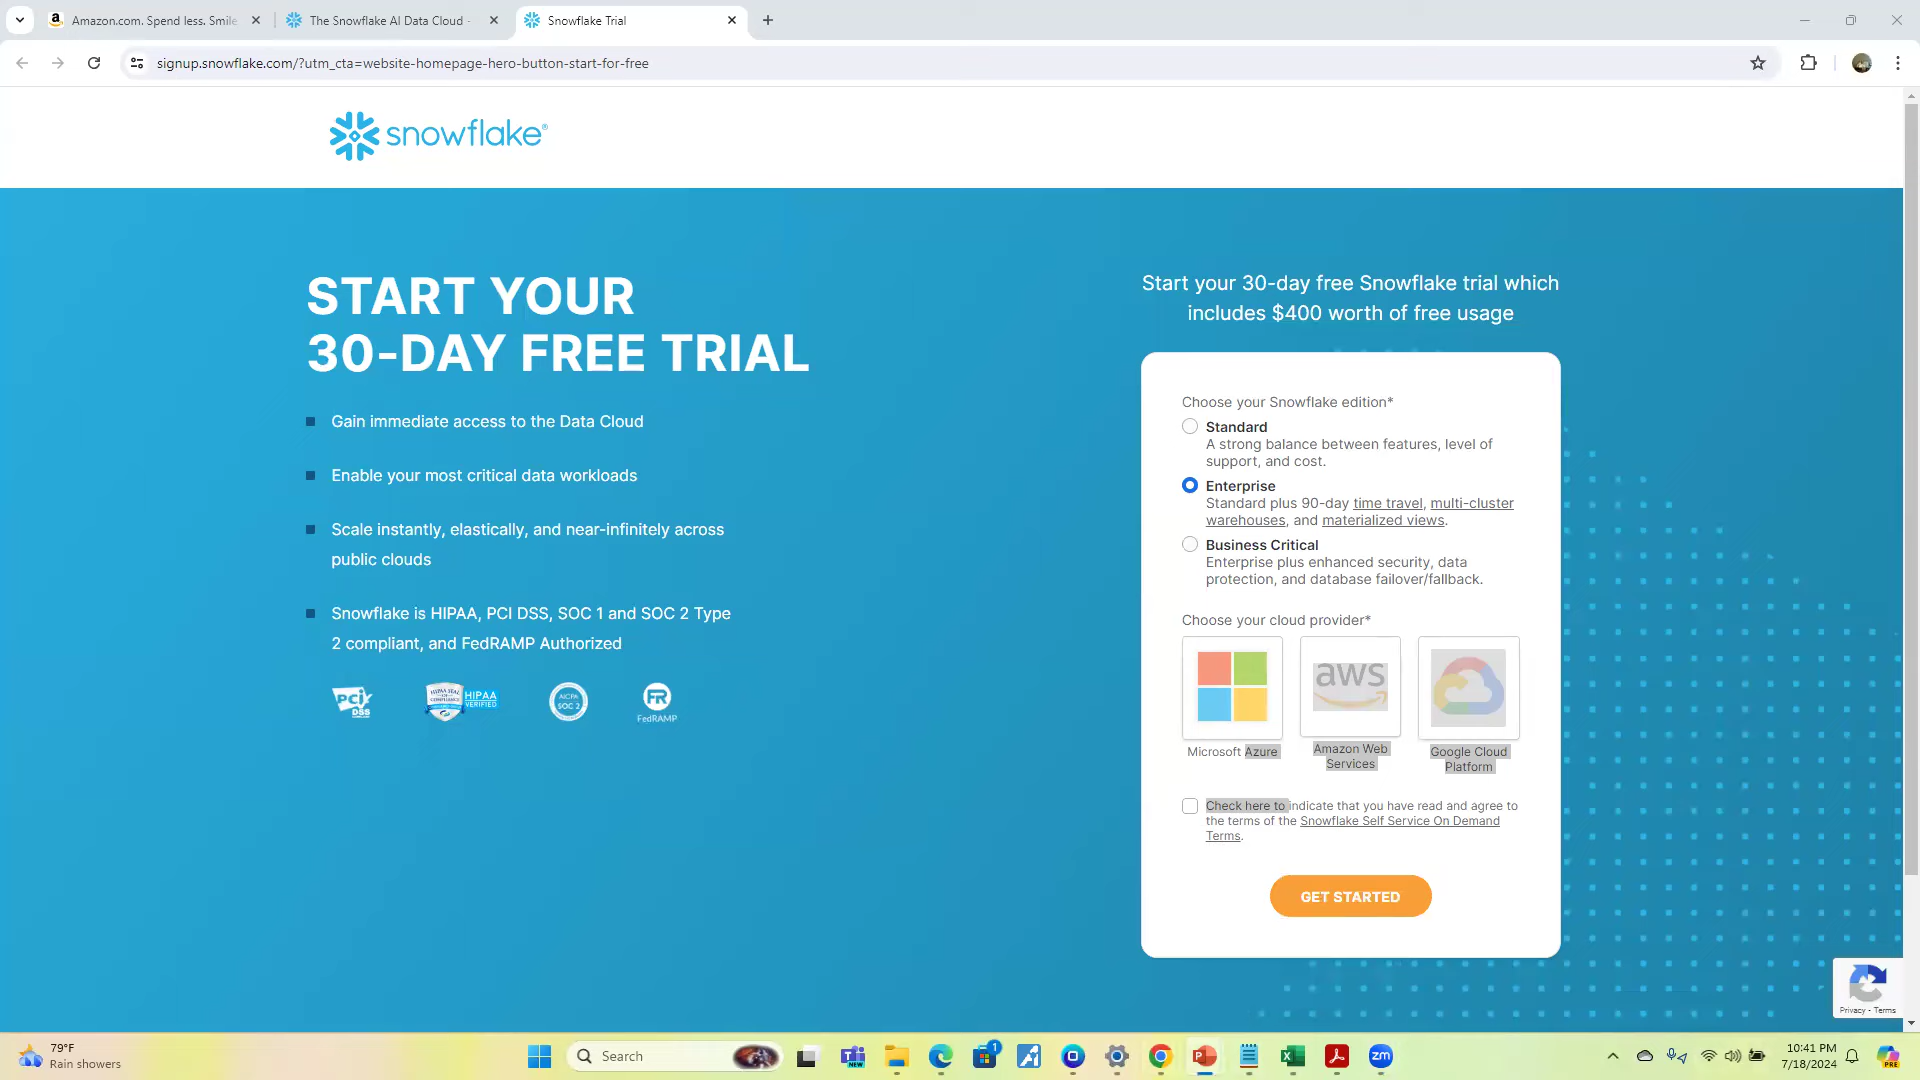 Amazon.com. Spend less. Smile
The Snowflake AI Data Cloud -
Snowflake Trial
signup.snowflake.com/?utm_cta=website-homepage-hero-button-start-for-free
snowflake®
START YOUR
30-DAY FREE TRIAL
Gain immediate access to the Data Cloud
Enable your most critical data workloads
Scale instantly, elastically, and near-infinitely across
public clouds
Snowflake is HIPAA, PCI DSS, SOC 1 and SOC 2 Type
2 compliant, and FedRAMP Authorized
PCI
DSS
HIPAA
VERIFIED
AICPA
SOC 2
FR
FedRAMP
Start your 30-day free Snowflake trial which
includes $400 worth of free usage
Choose your Snowflake edition*
Standard
A strong balance between features, level of
support, and cost.
Enterprise
Standard plus 90-day time travel, multi-cluster
warehouses, and materialized views.
Business Critical
Enterprise plus enhanced security, data
protection, and database failover/fallback.
Choose your cloud provider*
aws
Microsoft Azure
Amazon Web
Services
Google Cloud
Platform
Check here to indicate that you have read and agree to
the terms of the Snowflake Self Service On Demand
Terms.
GET STARTED
Privacy - Terms
79°F
Rain showers
Search
NEW
1
zm
10:41 PM
7/18/2024
PRE